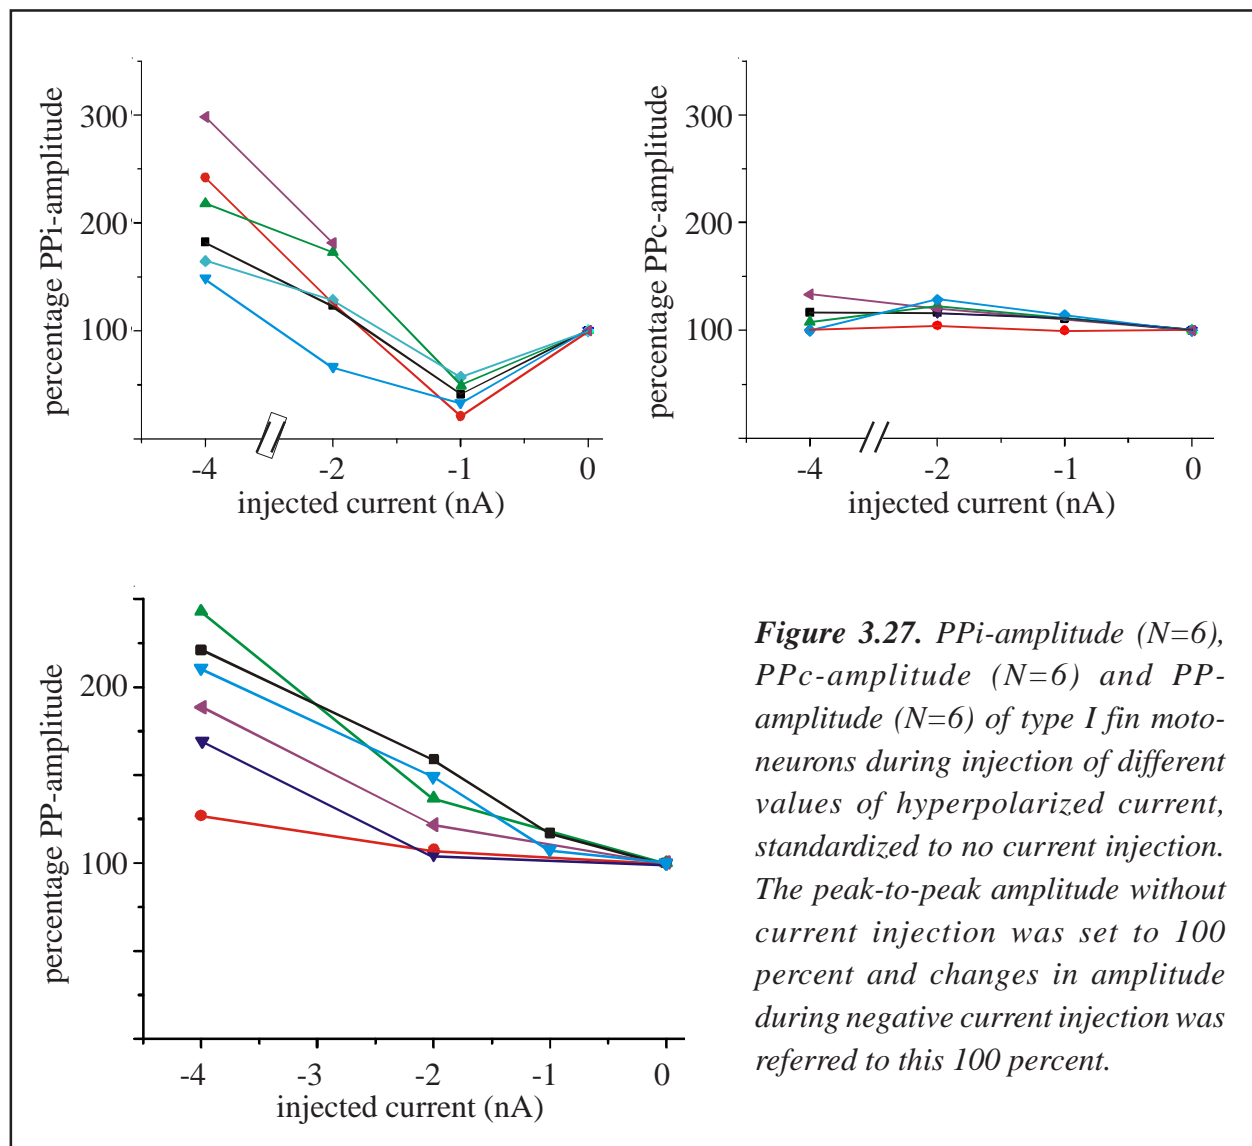 percentage PPi-amplitude
300
200
100
-4
-2
-1
0
injected current (nA)
percentage PPc-amplitude
300
200
100
-4
-2
-1
0
injected current (nA)
percentage PP-amplitude
200
100
-4
-3
-2
-1
0
injected current (nA)
Figure 3.27. PPi-amplitude (N=6),
PPc-amplitude (N=6) and PP-
amplitude (N=6) of type I fin moto-
neurons during injection of different
values of hyperpolarized current,
standardized to no current injection.
The peak-to-peak amplitude without
current injection was set to 100
percent and changes in amplitude
during negative current injection was
referred to this 100 percent.